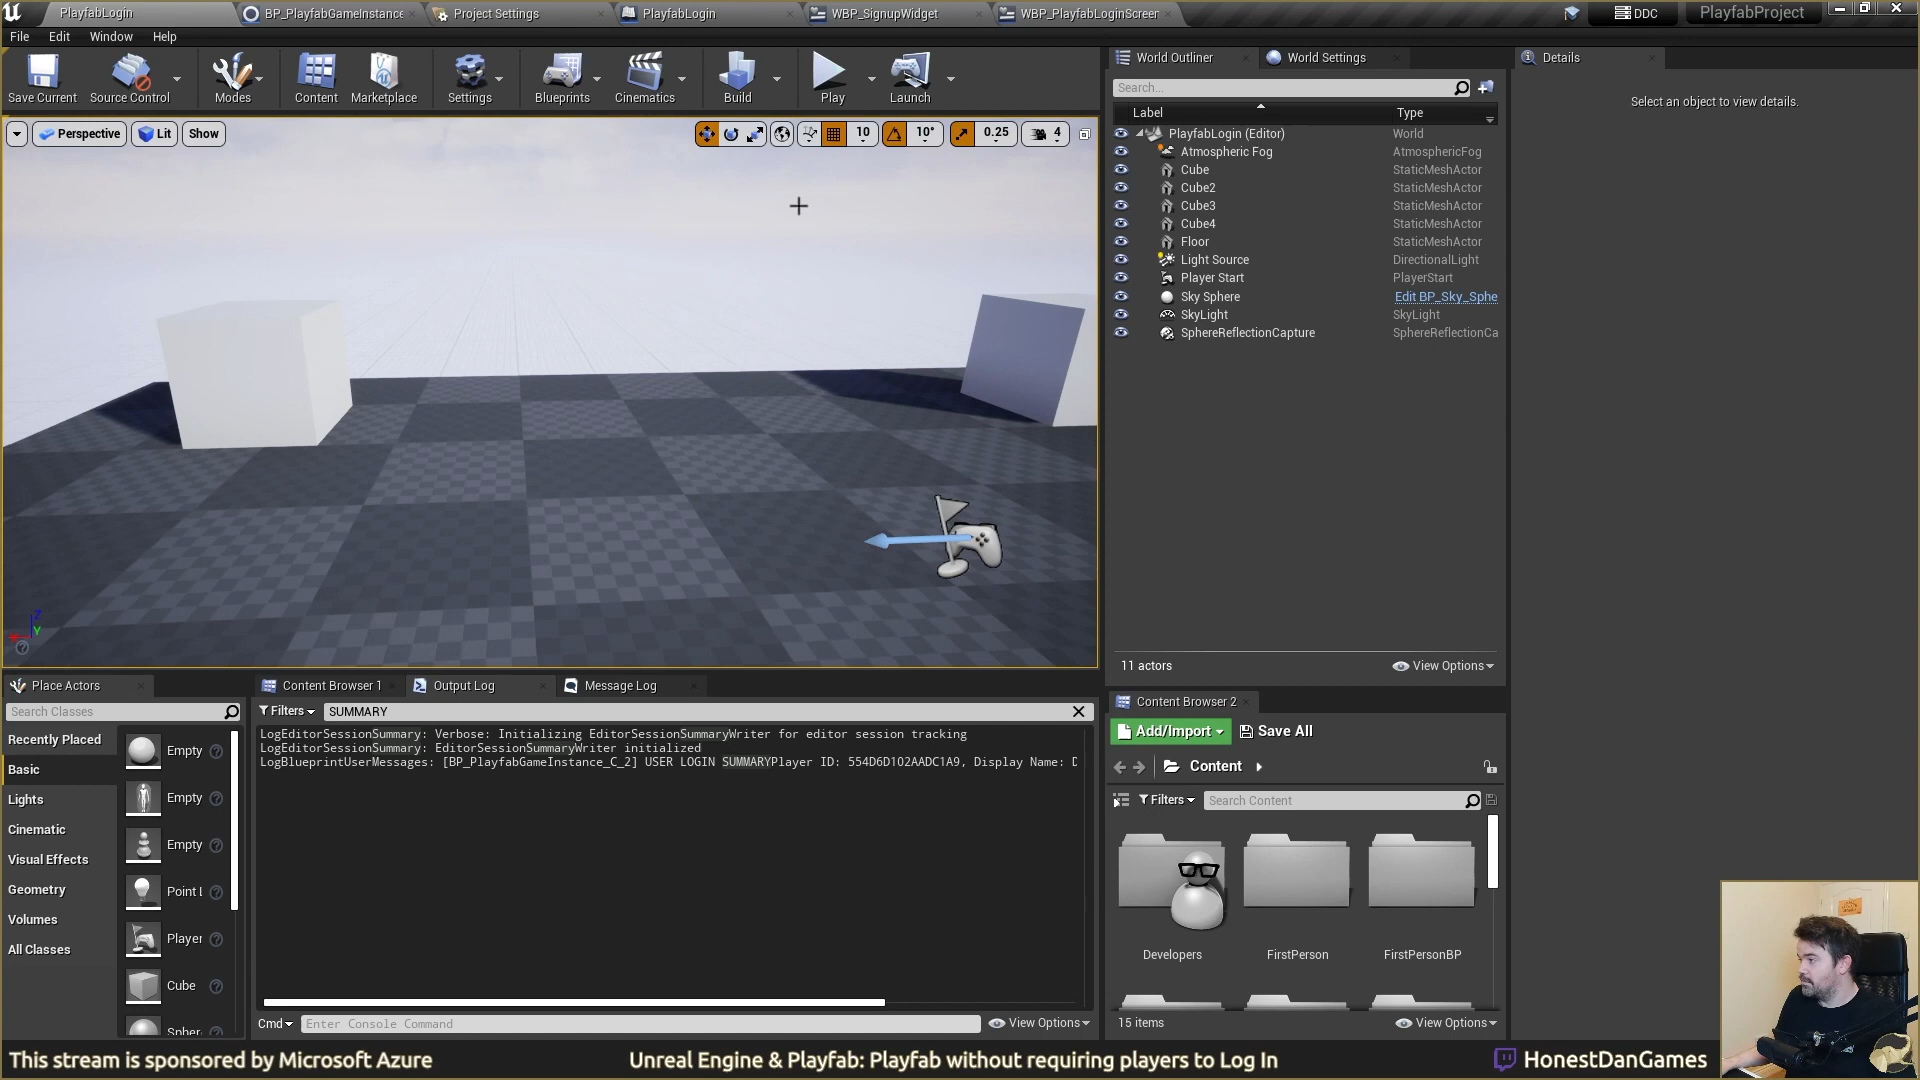 PlayfabLogin
BP_PlayfabGameInstance
Project Settings
PlayfabLogin
WBP_SignupWidget
WBP_PlayfabLoginScreen
DDC
PlayfabProject
File Edit Window Help
Save Current
Source Control
Modes
Content
Marketplace
Settings
Blueprints
Cinematics
Build
Play
Launch
Perspective
Lit
Show
10
10°
0.25
4
World Outliner
World Settings
Search...
Label Type
PlayfabLogin (Editor) World
Atmospheric Fog AtmosphericFog
Cube StaticMeshActor
Cube2 StaticMeshActor
Cube3 StaticMeshActor
Cube4 StaticMeshActor
Floor StaticMeshActor
Light Source DirectionalLight
Player Start PlayerStart
Sky Sphere Edit BP_Sky_Sphe
SkyLight SkyLight
SphereReflectionCapture SphereReflectionCa
11 actors
View Options
Details
Select an object to view details.
Z
Y
Place Actors
Search Classes
Recently Placed
Basic
Lights
Cinematic
Visual Effects
Geometry
Volumes
All Classes
Empty
Empty
Empty
Point L
Player
Cube
Spher
Content Browser 1
Output Log
Message Log
Filters
SUMMARY
LogEditorSessionSummary: Verbose: Initializing EditorSessionSummaryWriter for editor session tracking
LogEditorSessionSummary: EditorSessionSummaryWriter initialized
LogBlueprintUserMessages: [BP_PlayfabGameInstance_C_2] USER LOGIN SUMMARYPlayer ID: 554D6D102AADC1A9, Display Name: D
Cmd
Enter Console Command
View Options
Content Browser 2
Add/Import
Save All
Content
Filters
Search Content
Developers
FirstPerson
FirstPersonBP
15 items
View Options
This stream is sponsored by Microsoft Azure
Unreal Engine & Playfab: Playfab without requiring players to Log In
HonestDanGames